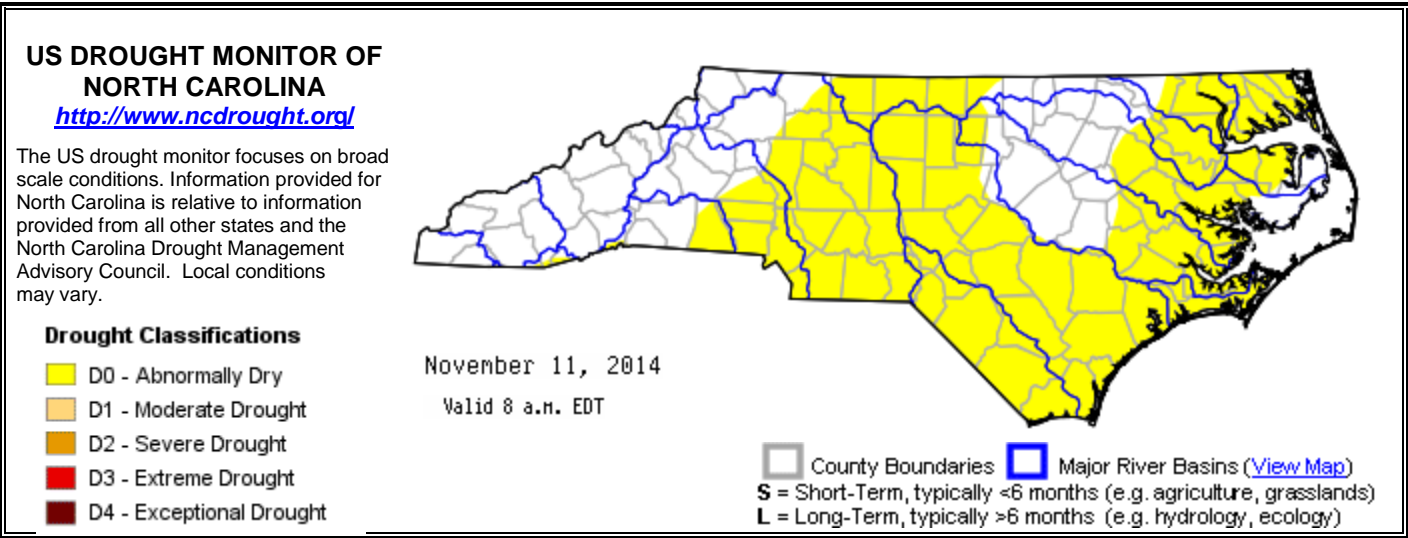 US DROUGHT MONITOR OF
NORTH CAROLINA
http://www.ncdrought.org/
The US drought monitor focuses on broad
scale conditions. Information provided for
North Carolina is relative to information
provided from all other states and the
North Carolina Drought Management
Advisory Council.  Local conditions
may vary.
Drought Classifications
D0 - Abnormally Dry
D1 - Moderate Drought
D2 - Severe Drought
D3 - Extreme Drought
D4 - Exceptional Drought
November 11, 2014
Valid 8 a.m. EDT
County Boundaries
Major River Basins (View Map)
S = Short-Term, typically <6 months (e.g. agriculture, grasslands)
L = Long-Term, typically >6 months (e.g. hydrology, ecology)